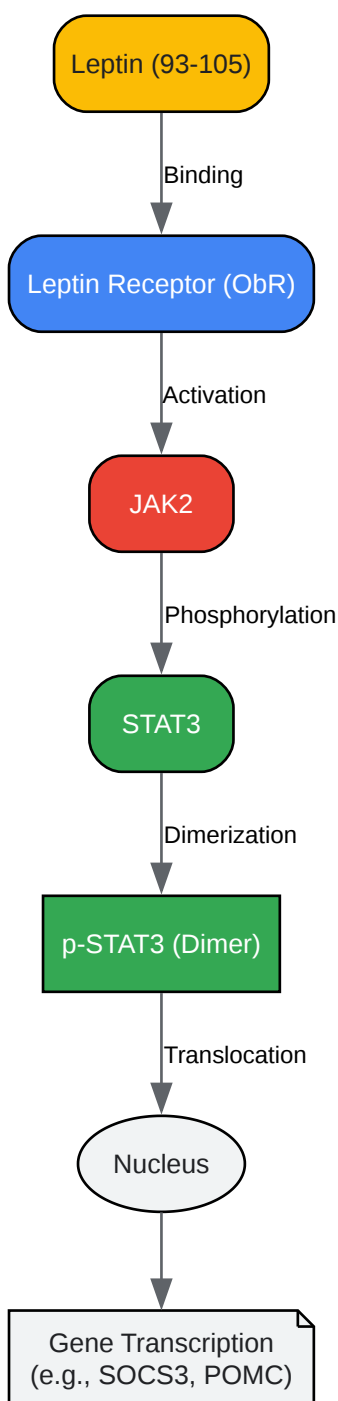 Leptin (93-105)
Binding
Leptin Receptor (ObR)
Activation
JAK2
Phosphorylation
STAT3
Dimerization
p-STAT3 (Dimer)
Translocation
Nucleus
Gene Transcription
(e.g., SOCS3, POMC)